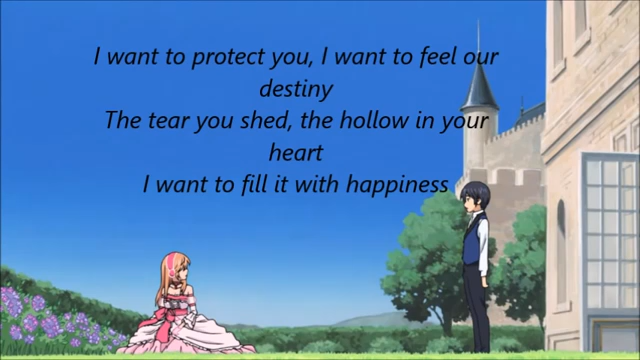 I want to protect you, I want to feel our
destiny
The tear you shed, the hollow in your
heart
I want to fill it with happiness